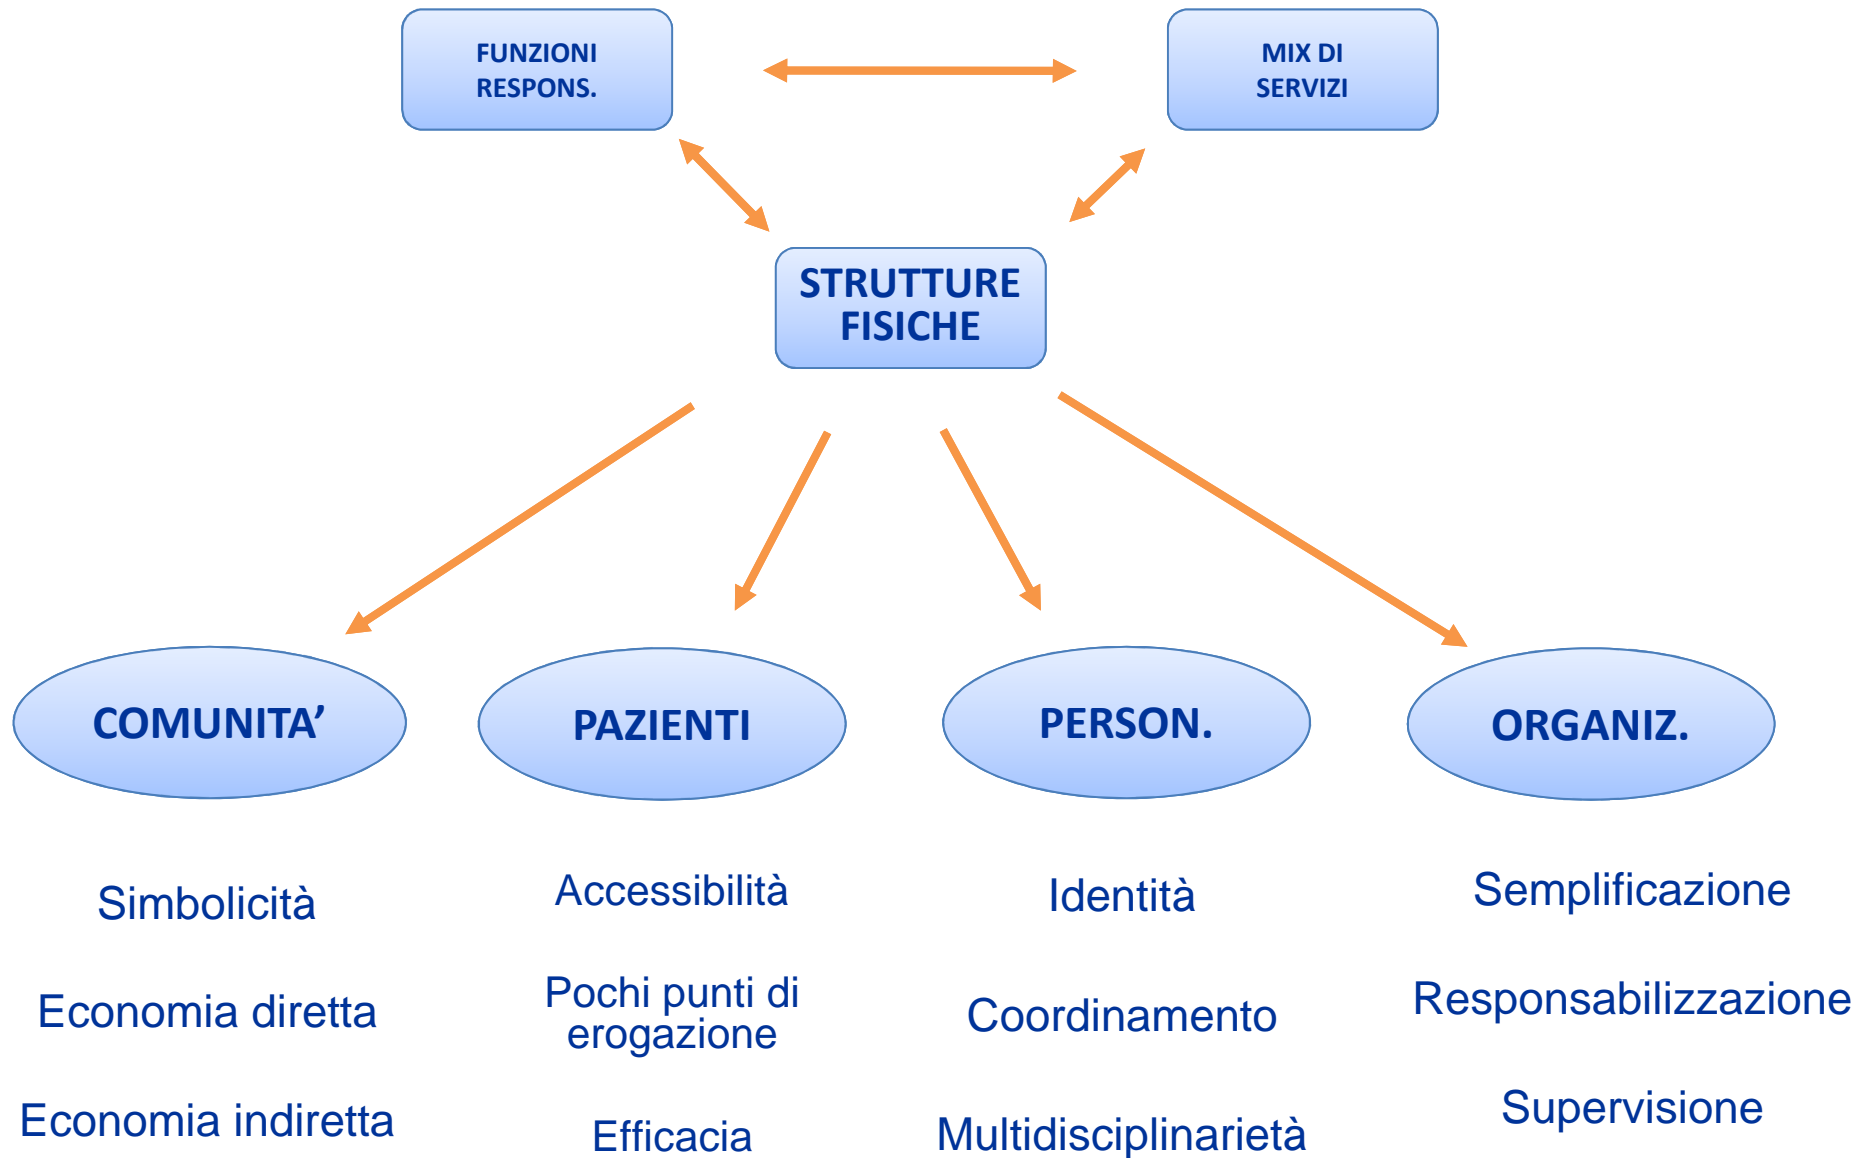 FUNZIONI
RESPONS.
MIX DI
SERVIZI
STRUTTURE
FISICHE
COMUNITA’
PAZIENTI
PERSON.
ORGANIZ.
Simbolicità
Economia diretta
Economia indiretta
Accessibilità
Pochi punti di
erogazione
Efficacia
Identità
Coordinamento
Multidisciplinarietà
Semplificazione
Responsabilizzazione
Supervisione